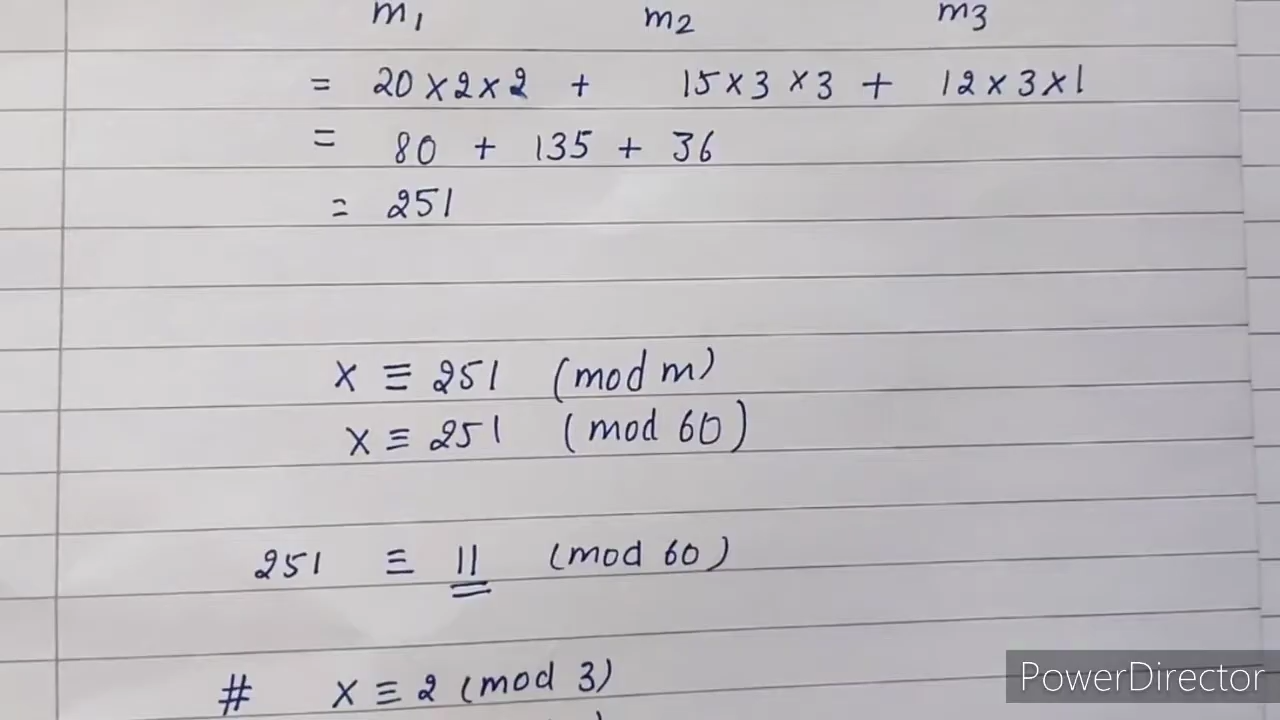 m1 m2 m3
= 20 × 2 × 2 + 15 × 3 × 3 + 12 × 3 × 1
= 80 + 135 + 36
= 251
x ≡ 251 (mod m)
x ≡ 251 (mod 60)
251 ≡ 11 (mod 60)
# x ≡ 2 (mod 3)
PowerDirector